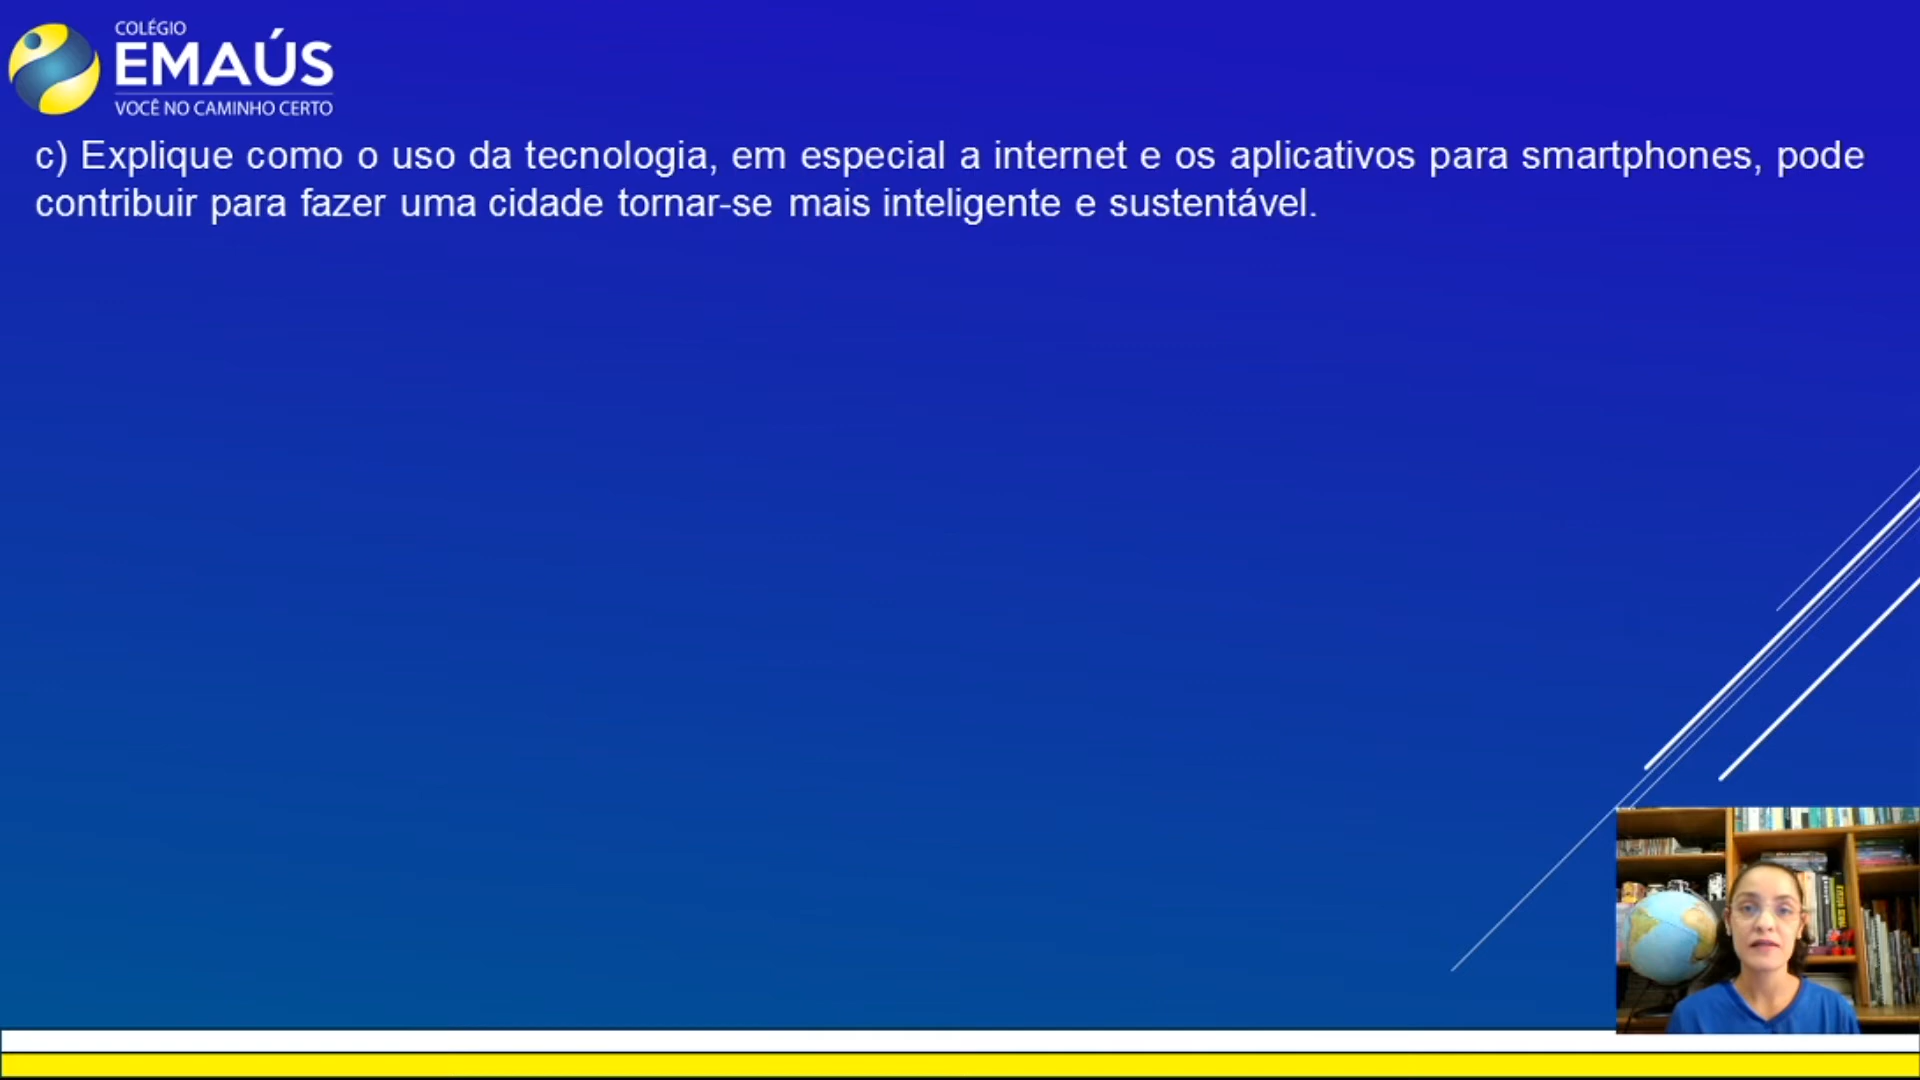 COLÉGIO
EMAÚS
VOCÊ NO CAMINHO CERTO
c) Explique como o uso da tecnologia, em especial a internet e os aplicativos para smartphones, pode
contribuir para fazer uma cidade tornar-se mais inteligente e sustentável.